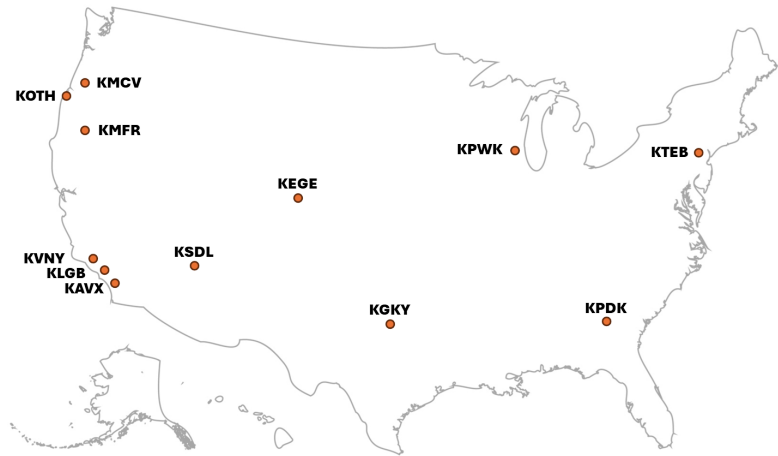 KMCV
KOTH
KMFR
KPWK
KTEB
KEGE
KVNY
KSDL
KLGB
KAVX
KGKY
KPDK